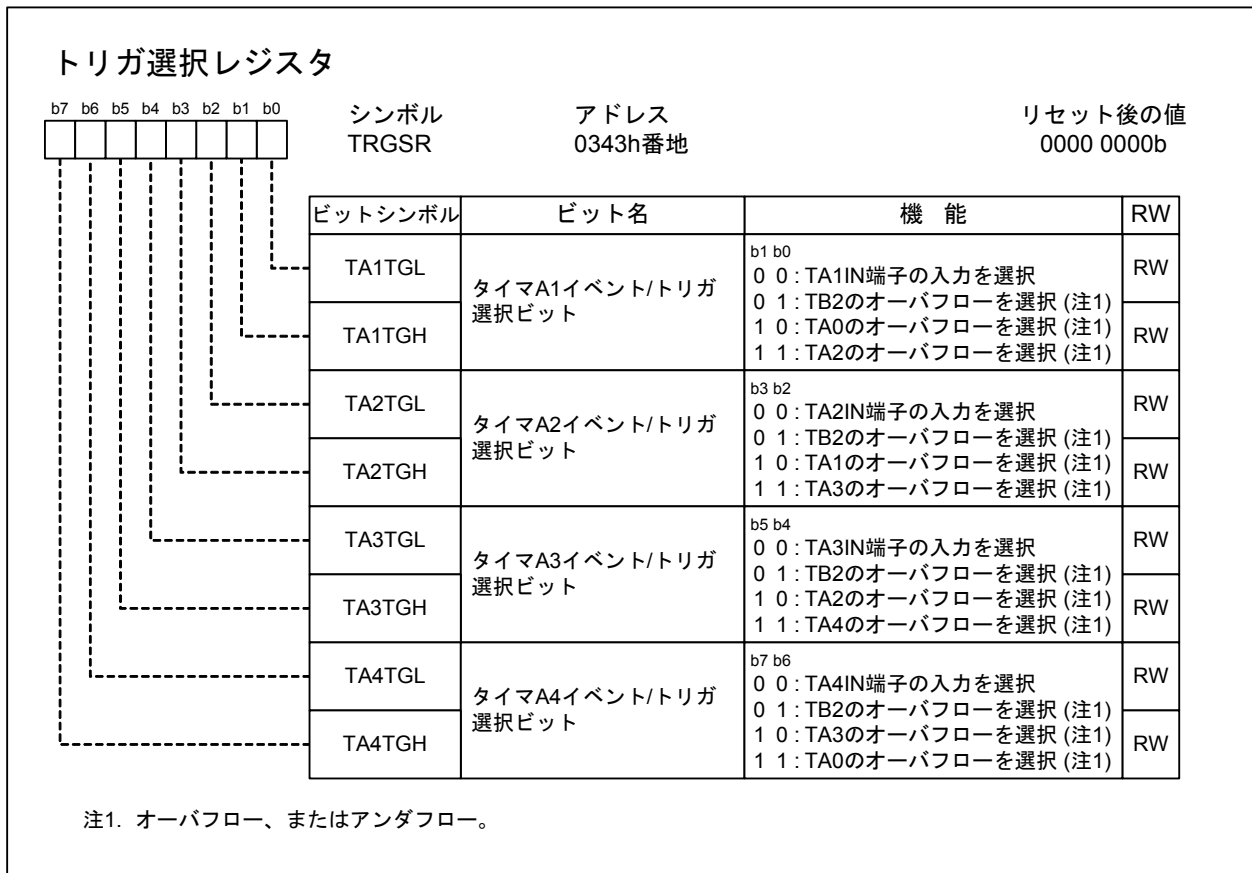 トリガ選択レジスタ
b7 b6 b5 b4 b3 b2 b1 b0
シンボル アドレス リセット後の値
TRGSR 0343h番地 0000 0000b
ビットシンボル ビット名 機 能 RW
TA1TGL
TA1TGH
タイマA1イベント/トリガ
選択ビット
b1 b0
0 0 : TA1IN端子の入力を選択
0 1 : TB2のオーバフローを選択 (注1)
1 0 : TA0のオーバフローを選択 (注1)
1 1 : TA2のオーバフローを選択 (注1)
RW
RW
TA2TGL
TA2TGH
タイマA2イベント/トリガ
選択ビット
b3 b2
0 0 : TA2IN端子の入力を選択
0 1 : TB2のオーバフローを選択 (注1)
1 0 : TA1のオーバフローを選択 (注1)
1 1 : TA3のオーバフローを選択 (注1)
RW
RW
TA3TGL
TA3TGH
タイマA3イベント/トリガ
選択ビット
b5 b4
0 0 : TA3IN端子の入力を選択
0 1 : TB2のオーバフローを選択 (注1)
1 0 : TA2のオーバフローを選択 (注1)
1 1 : TA4のオーバフローを選択 (注1)
RW
RW
TA4TGL
TA4TGH
タイマA4イベント/トリガ
選択ビット
b7 b6
0 0 : TA4IN端子の入力を選択
0 1 : TB2のオーバフローを選択 (注1)
1 0 : TA3のオーバフローを選択 (注1)
1 1 : TA0のオーバフローを選択 (注1)
RW
RW
注1. オーバフロー、またはアンダフロー。